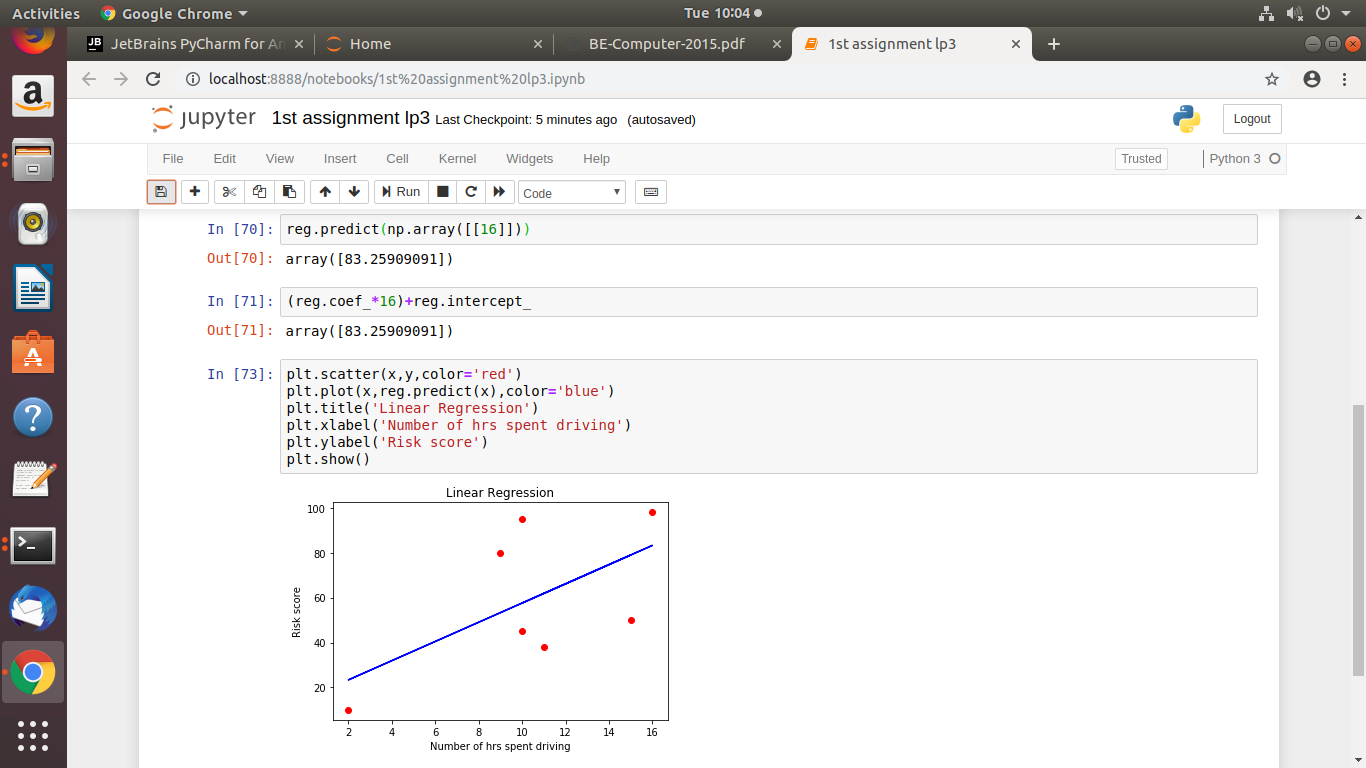 Activities Google Chrome Tue 10:04
JetBrains PyCharm for An Home BE-Computer-2015.pdf 1st assignment lp3
localhost:8888/notebooks/1st%20assignment%20lp3.ipynb
jupyter 1st assignment lp3 Last Checkpoint: 5 minutes ago (autosaved) Logout
File Edit View Insert Cell Kernel Widgets Help Trusted Python 3
Run Code
In [70]: reg.predict(np.array([[16]]))
Out[70]: array([83.25909091])
In [71]: (reg.coef_*16)+reg.intercept_
Out[71]: array([83.25909091])
In [73]: plt.scatter(x,y,color='red')
plt.plot(x,reg.predict(x),color='blue')
plt.title('Linear Regression')
plt.xlabel('Number of hrs spent driving')
plt.ylabel('Risk score')
plt.show()
Linear Regression
100
80
60
40
20
Risk score
2 4 6 8 10 12 14 16
Number of hrs spent driving